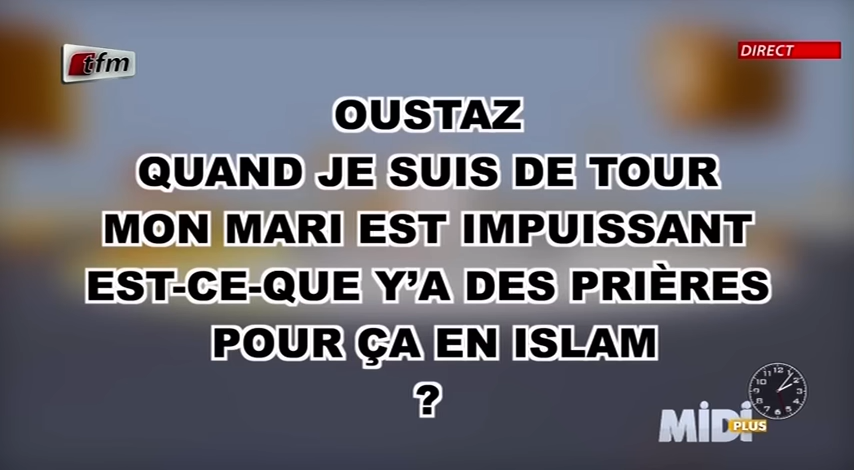 tfm
DIRECT
OUSTAZ
QUAND JE SUIS DE TOUR
MON MARI EST IMPUISSANT
EST-CE-QUE Y'A DES PRIÈRES
POUR ÇA EN ISLAM
?
MiDi
PLUS